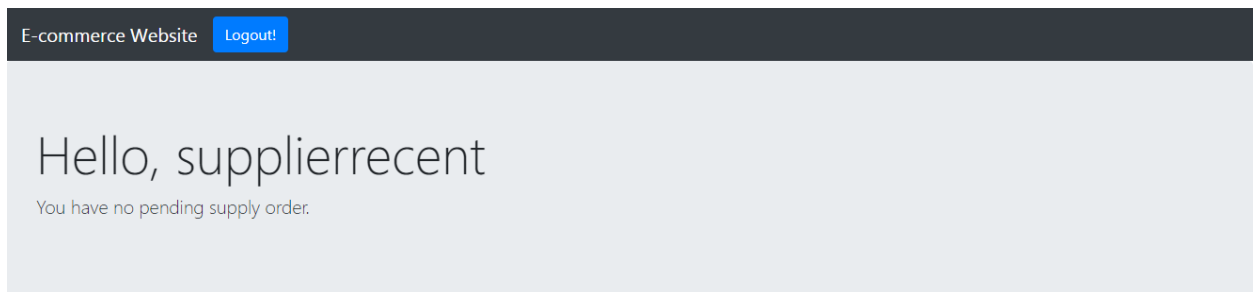 E-commerce Website Logout!
Hello, supplierrecent
You have no pending supply order.